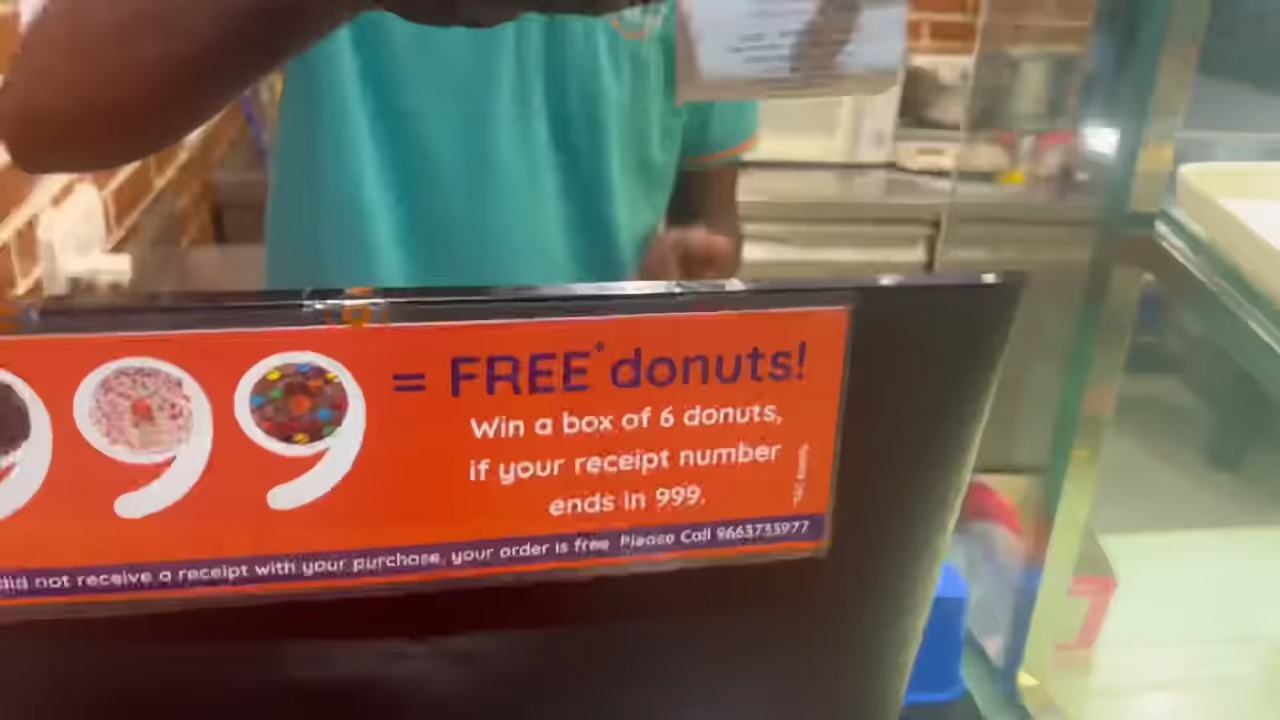 999 = FREE* donuts!
Win a box of 6 donuts,
if your receipt number
ends in 999.
did not receive a receipt with your purchase, your order is free Please Call 9663735977